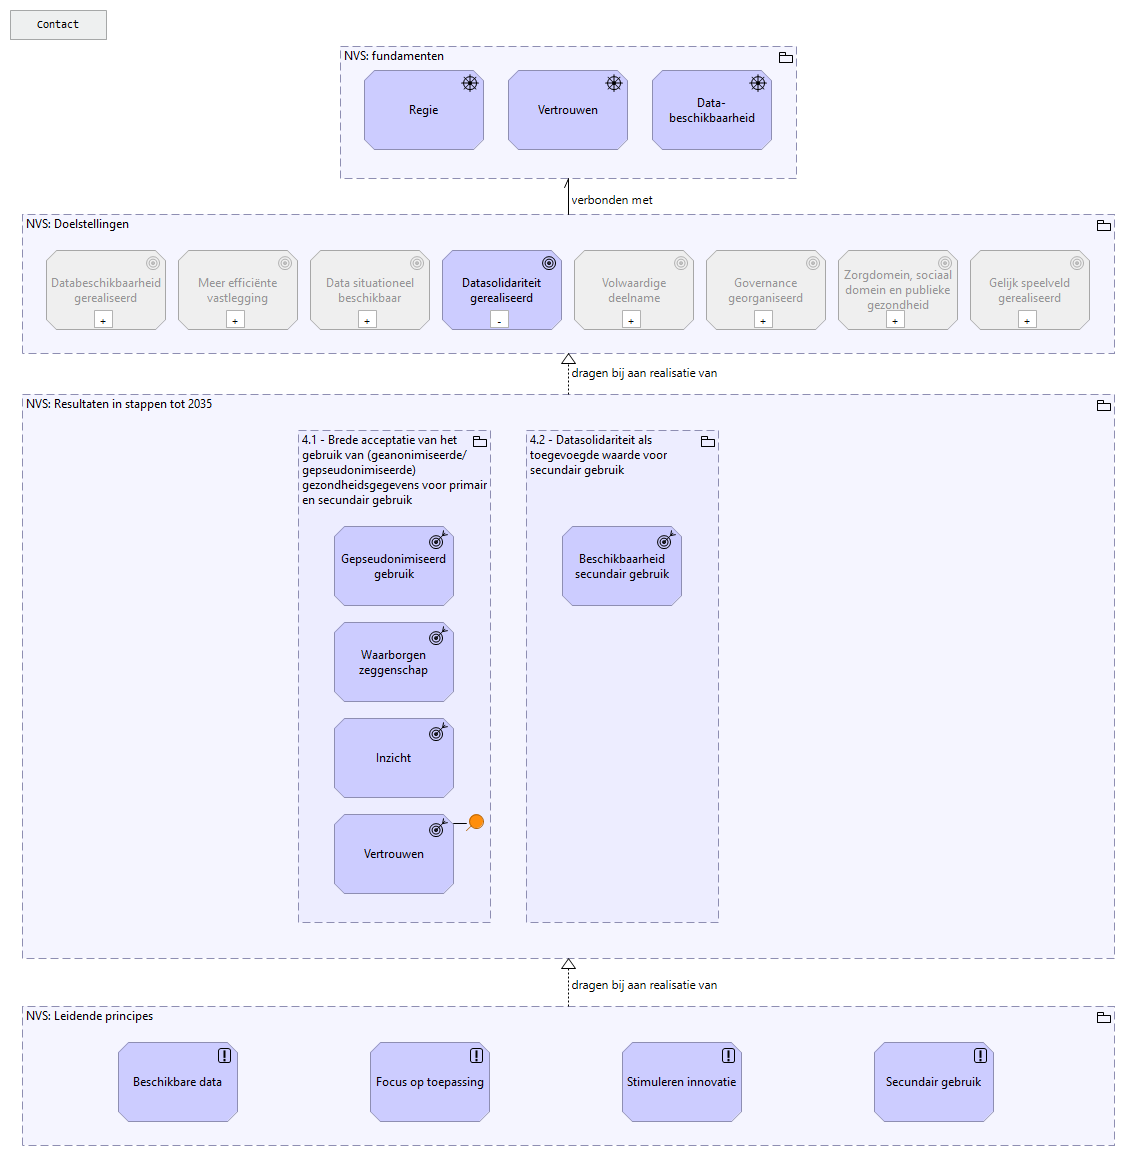 Contact
NVS: fundamenten
Regie
Vertrouwen
Data-
beschikbaarheid
verbonden met
NVS: Doelstellingen
Databeschikbaarheid
gerealiseerd
+
Meer efficiënte
vastlegging
+
Data situationeel
beschikbaar
+
Datasolidariteit
gerealiseerd
-
Volwaardige
deelname
+
Governance
georganiseerd
+
Zorgdomein, sociaal
domein en publieke
gezondheid
+
Gelijk speelveld
gerealiseerd
+
dragen bij aan realisatie van
NVS: Resultaten in stappen tot 2035
4.1 - Brede acceptatie van het
gebruik van (geanonimiseerde/
gepseudonimiseerde)
gezondheidsgegevens voor primair
en secundair gebruik
Gepseudonimiseerd
gebruik
Waarborgen
zeggenschap
Inzicht
Vertrouwen
4.2 - Datasolidariteit als
toegevoegde waarde voor
secundair gebruik
Beschikbaarheid
secundair gebruik
dragen bij aan realisatie van
NVS: Leidende principes
Beschikbare data
Focus op toepassing
Stimuleren innovatie
Secundair gebruik